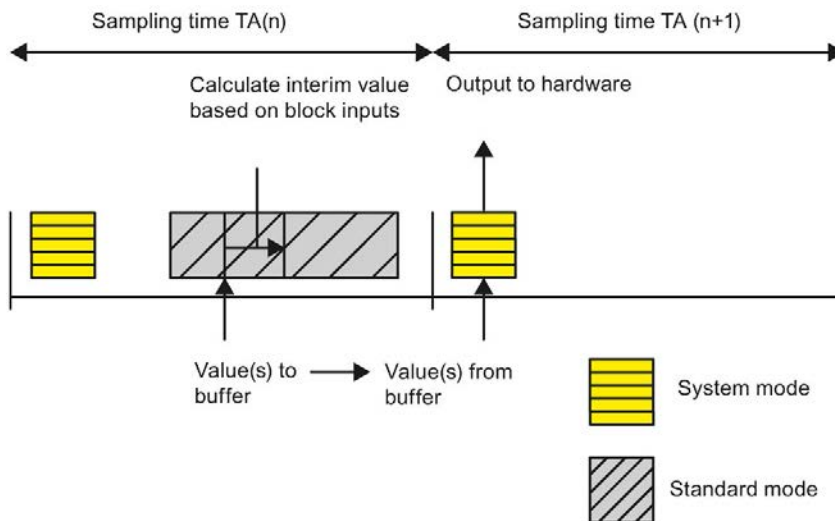 Sampling time TA(n)
Sampling time TA (n+1)
Calculate interim value
based on block inputs
Output to hardware
Value(s) to
buffer
Value(s) from
buffer
System mode
Standard mode